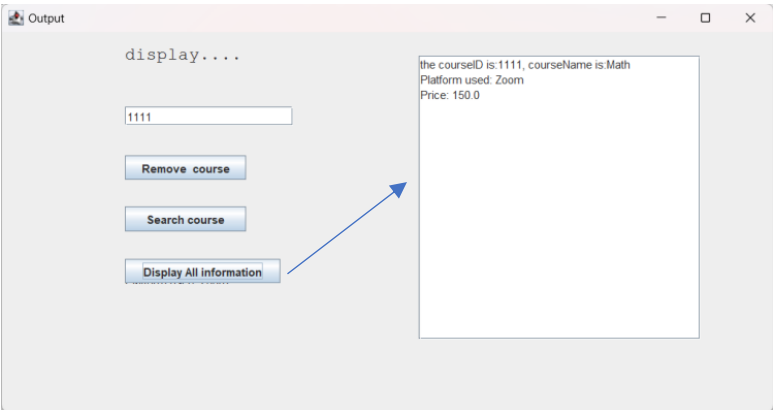 Output
display....
1111
Remove course
Search course
Display All information
the courseID is:1111, courseName is:Math
Platform used: Zoom
Price: 150.0